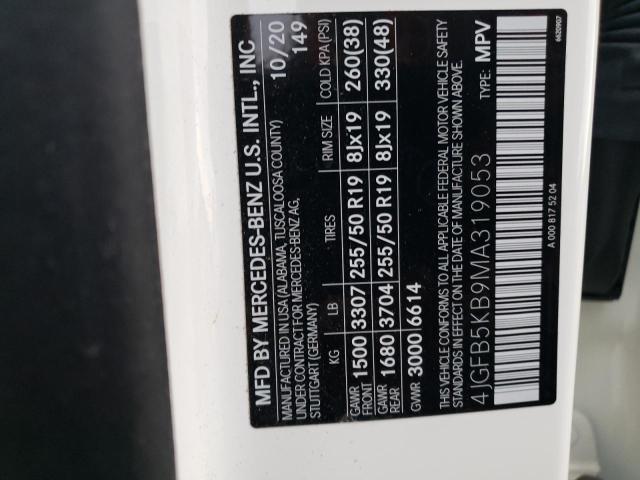 MFD BY MERCEDES-BENZ U.S. INTL., INC
MANUFACTURED IN USA (ALABAMA, TUSCALOOSA COUNTY) 10/20
UNDER CONTRACT FOR MERCEDES-BENZ AG, 149
STUTTGART (GERMANY)
KG LB TIRES RIM SIZE COLD KPA (PSI)
GAWR FRONT 1500 3307 255/50 R19 8Jx19 260(38)
GAWR REAR 1680 3704 255/50 R19 8Jx19 330(48)
GVWR 3000 6614
THIS VEHICLE CONFORMS TO ALL APPLICABLE FEDERAL MOTOR VEHICLE SAFETY
STANDARDS IN EFFECT ON THE DATE OF MANUFACTURE SHOWN ABOVE.
4JGFB5KB9MA319053 TYPE: MPV
A 000 817 52 04 6620907